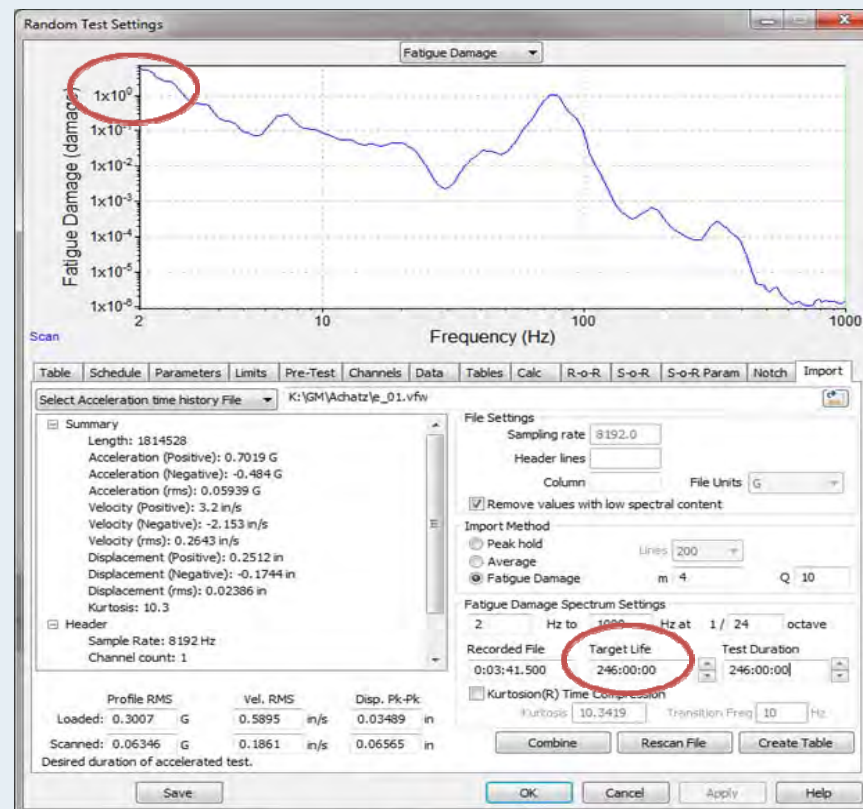 Random Test Settings
Fatigue Damage
Fatigue Damage (damage)
1x10⁰
1x10⁻¹
1x10⁻²
1x10⁻³
1x10⁻⁴
1x10⁻⁵
1x10⁻⁶
2 10 100 1000
Scan
Frequency (Hz)
Table Schedule Parameters Limits Pre-Test Channels Data Tables Calc R-o-R S-o-R S-o-R Param Notch Import
Select Acceleration time history File K:\GM\Achatz\e_01.vfw
Summary
Length: 1814528
Acceleration (Positive): 0.7019 G
Acceleration (Negative): -0.484 G
Acceleration (rms): 0.05939 G
Velocity (Positive): 3.2 in/s
Velocity (Negative): -2.153 in/s
Velocity (rms): 0.2643 in/s
Displacement (Positive): 0.2512 in
Displacement (Negative): -0.1744 in
Displacement (rms): 0.02386 in
Kurtosis: 10.3
Header
Sample Rate: 8192 Hz
Channel count: 1
File Settings
Sampling rate 8192.0
Header lines
Column File Units G
Remove values with low spectral content
Import Method
Peak hold
Lines 200
Average
Fatigue Damage m 4 Q 10
Fatigue Damage Spectrum Settings
2 Hz to 1000 Hz at 1 / 24 octave
Recorded File Target Life Test Duration
0:03:41.500 246:00:00 246:00:00
Kurtosion(R) Time Compression
Kurtosis 10.3419 Transition Freq 10 Hz
Profile RMS Vel. RMS Disp. Pk-Pk
Loaded: 0.3007 G 0.5895 in/s 0.03489 in
Scanned: 0.06346 G 0.1861 in/s 0.06565 in
Combine Rescan File Create Table
Desired duration of accelerated test.
Save OK Cancel Apply Help